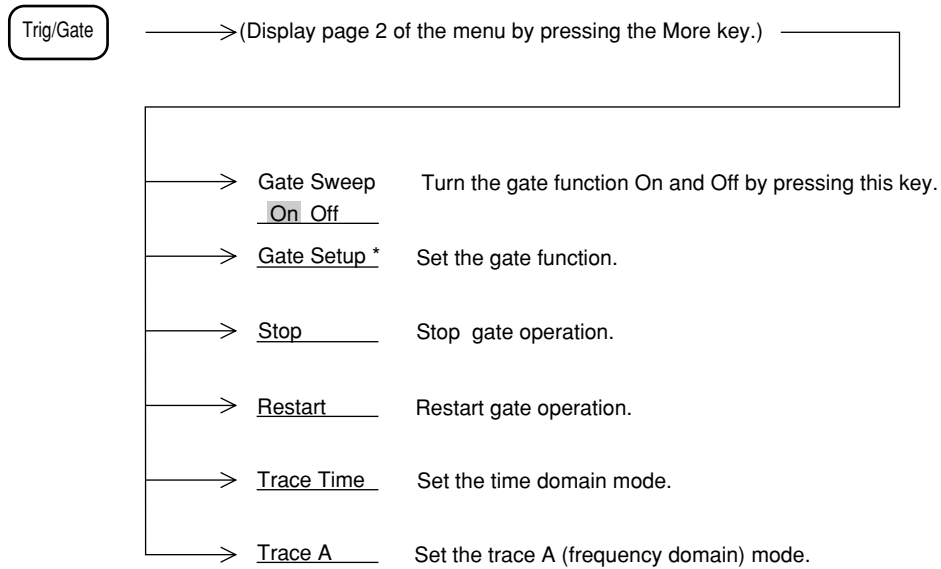 Trig/Gate (Display page 2 of the menu by pressing the More key.)
Gate Sweep Turn the gate function On and Off by pressing this key.
On Off
Gate Setup * Set the gate function.
Stop Stop gate operation.
Restart Restart gate operation.
Trace Time Set the time domain mode.
Trace A Set the trace A (frequency domain) mode.